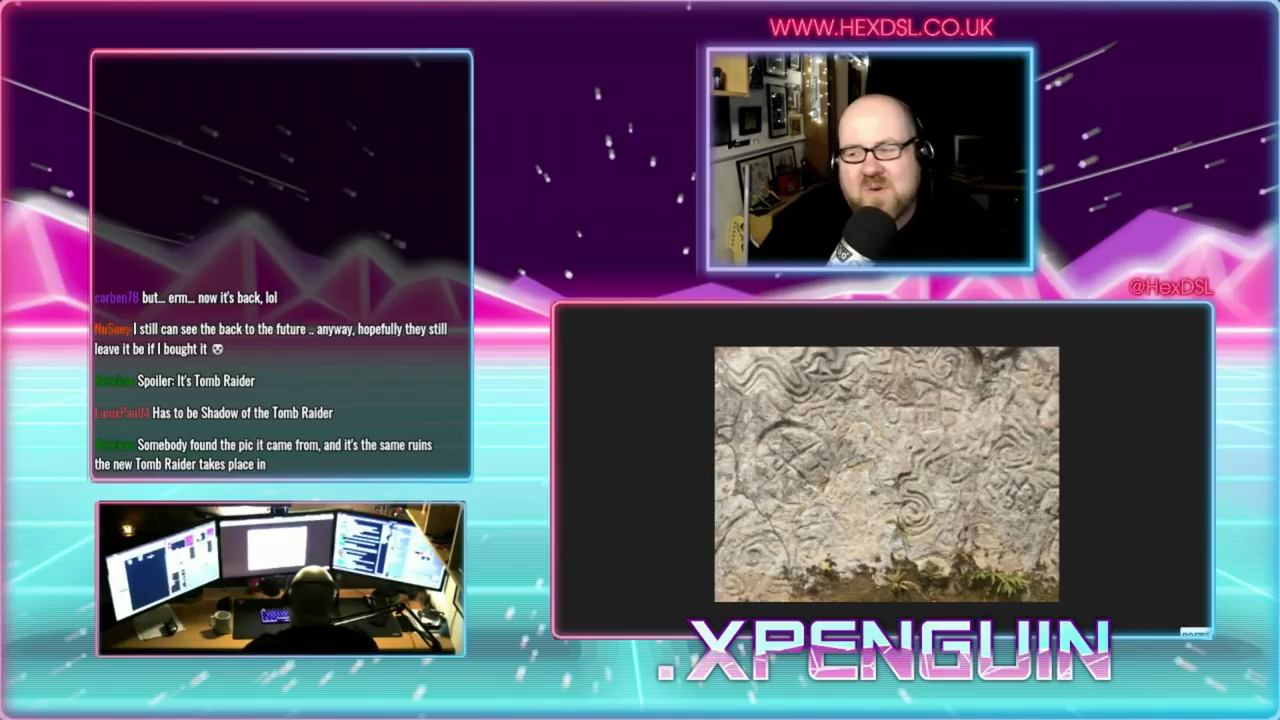 WWW.HEXDSL.CO.UK
corben78 but... erm... now it's back, lol
NuSuey I still can see the back to the future .. anyway, hopefully they still
leave it be if I bought it
Spoiler: It's Tomb Raider
LinuxPaulM Has to be Shadow of the Tomb Raider
Somebody found the pic it came from, and it's the same ruins
the new Tomb Raider takes place in
@HexDSL
.XPENGUIN